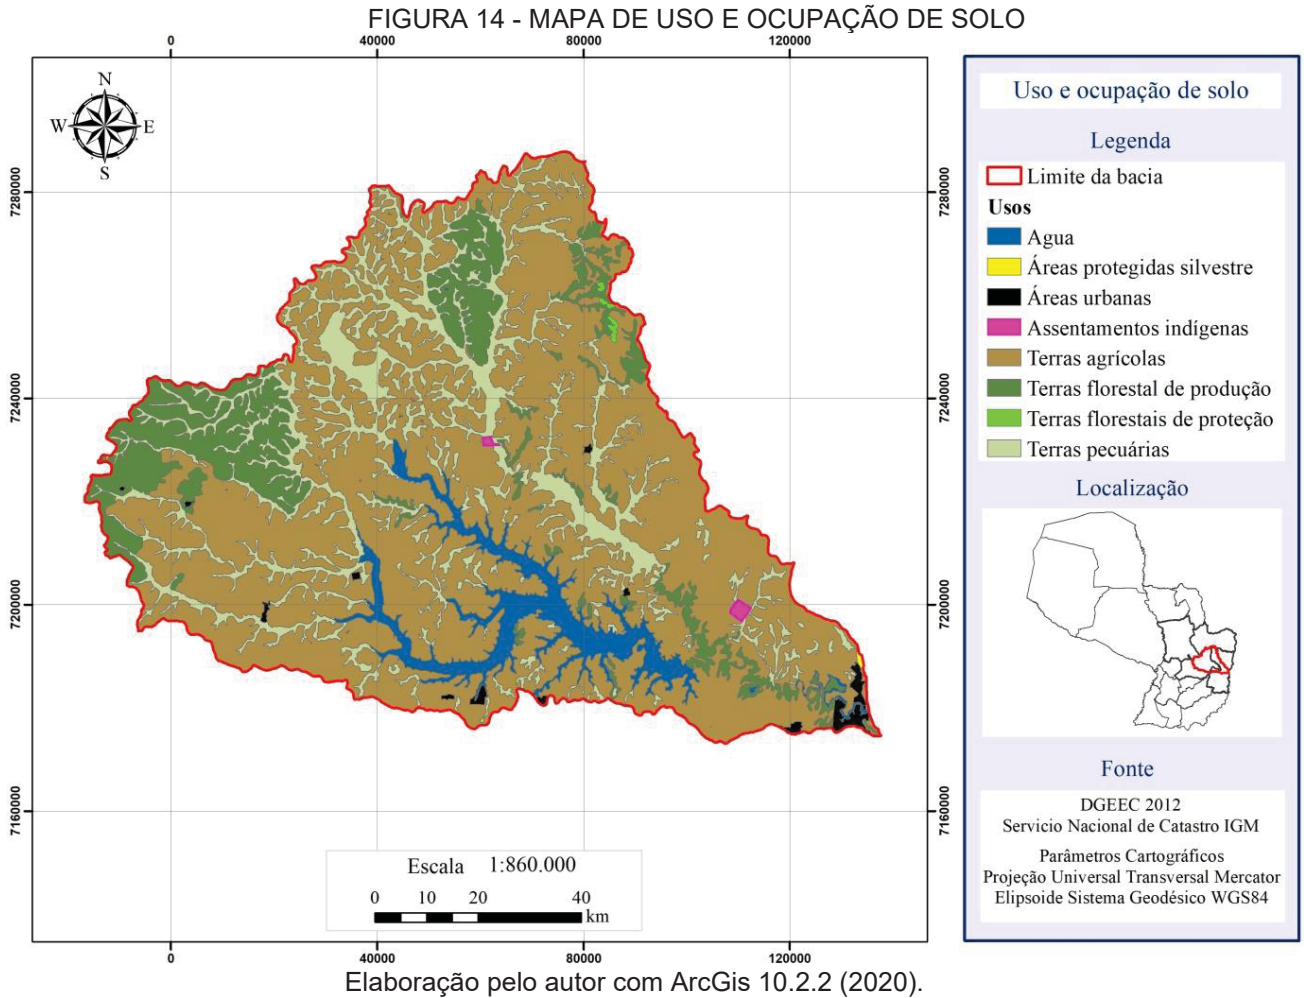 FIGURA 14 - MAPA DE USO E OCUPAÇÃO DE SOLO
0 40000 80000 120000
N
W E
S
7280000 7280000
7240000 7240000
7200000 7200000
7160000 7160000
Escala 1:860.000
0 10 20 40
km
0 40000 80000 120000
Uso e ocupação de solo
Legenda
Limite da bacia
Usos
Agua
Áreas protegidas silvestre
Áreas urbanas
Assentamentos indígenas
Terras agrícolas
Terras florestal de produção
Terras florestais de proteção
Terras pecuárias
Localização
Fonte
DGEEC 2012
Servicio Nacional de Catastro IGM
Parâmetros Cartográficos
Projeção Universal Transversal Mercator
Elipsoide Sistema Geodésico WGS84
Elaboração pelo autor com ArcGis 10.2.2 (2020).